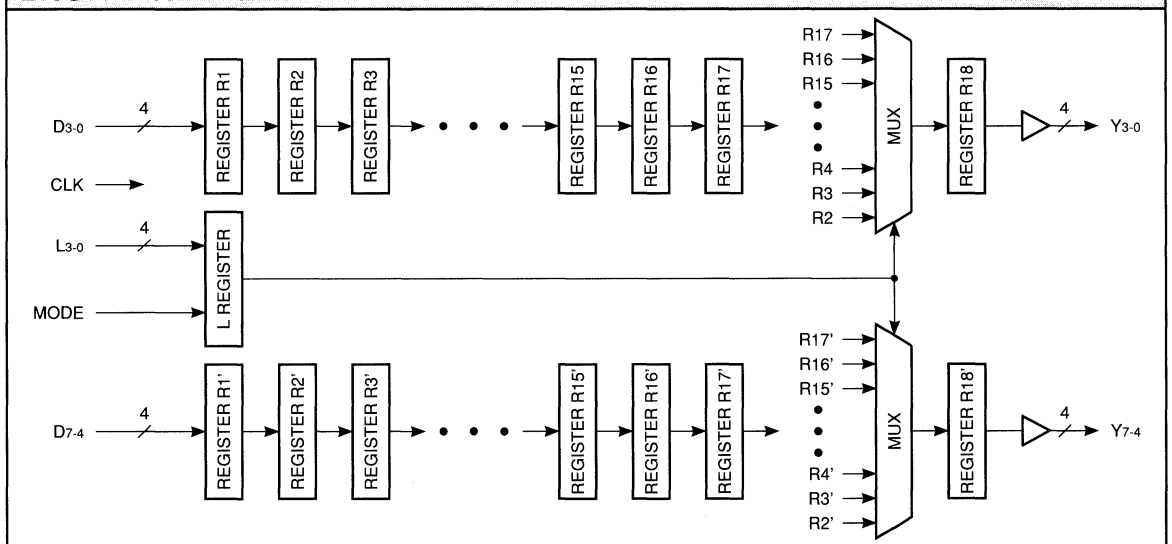 D3-0
4
REGISTER R1
REGISTER R2
REGISTER R3
REGISTER R15
REGISTER R16
REGISTER R17
R17
R16
R15
R4
R3
R2
MUX
REGISTER R18
4
Y3-0
CLK
L3-0
4
MODE
L REGISTER
D7-4
4
REGISTER R1'
REGISTER R2'
REGISTER R3'
REGISTER R15'
REGISTER R16'
REGISTER R17'
R17'
R16'
R15'
R4'
R3'
R2'
MUX
REGISTER R18'
4
Y7-4